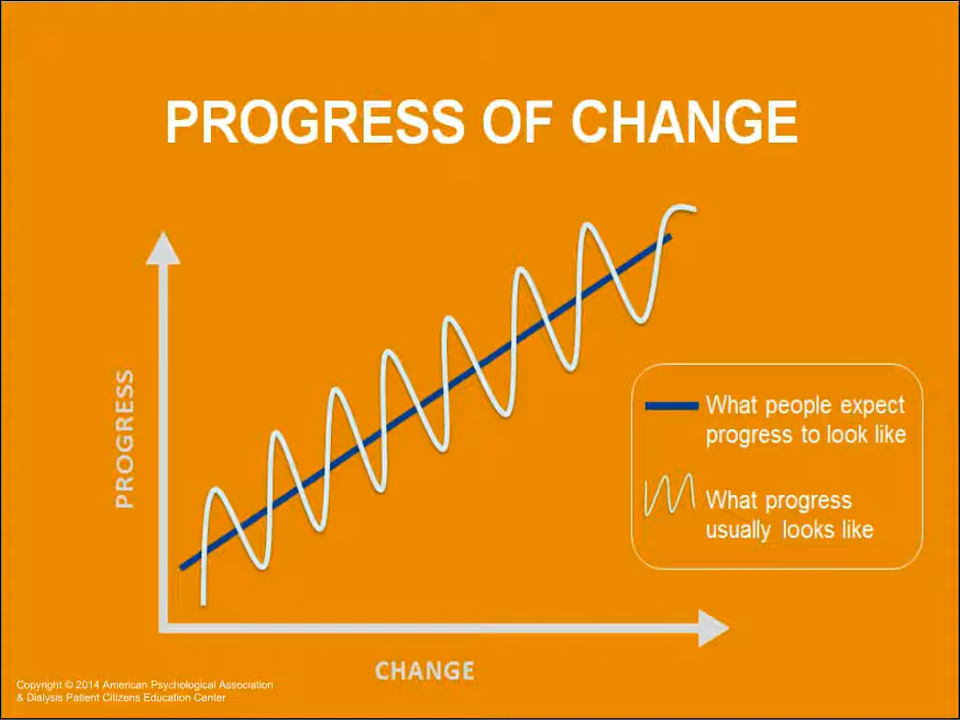 PROGRESS OF CHANGE
PROGRESS
What people expect
progress to look like
What progress
usually looks like
CHANGE
Copyright © 2014 American Psychological Association
& Dialysis Patient Citizens Education Center